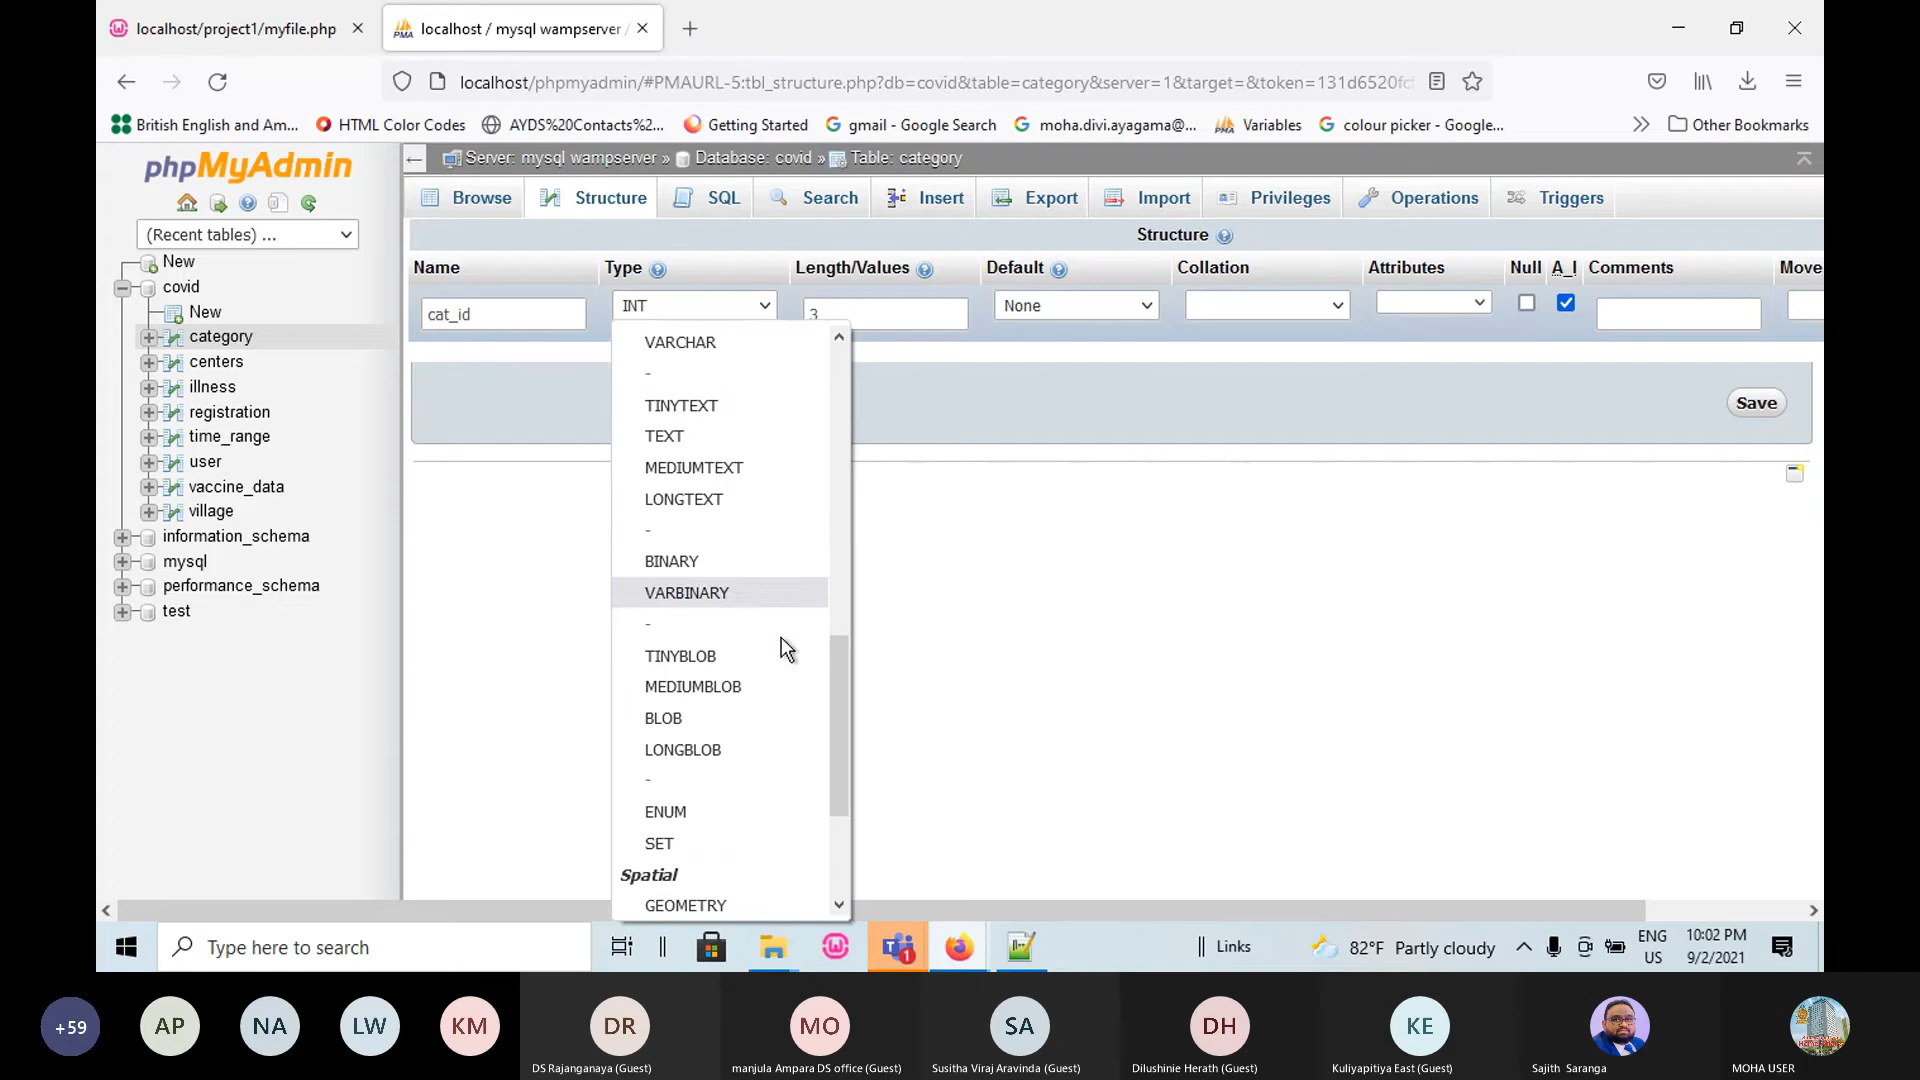 localhost/project1/myfile.php
localhost / mysql wampserver /
localhost/phpmyadmin/#PMAURL-5:tbl_structure.php?db=covid&table=category&server=1&target=&token=131d6520fcf
British English and Am...
HTML Color Codes
AYDS%20Contacts%2...
Getting Started
gmail - Google Search
moha.divi.ayagama@...
Variables
colour picker - Google...
Other Bookmarks
phpMyAdmin
(Recent tables) ...
New
covid
New
category
centers
illness
registration
time_range
user
vaccine_data
village
information_schema
mysql
performance_schema
test
Server: mysql wampserver » Database: covid » Table: category
Browse Structure SQL Search Insert Export Import Privileges Operations Triggers
Structure
Name Type Length/Values Default Collation Attributes Null A_I Comments Move
cat_id INT 3 None
VARCHAR
-
TINYTEXT
TEXT
MEDIUMTEXT
LONGTEXT
-
BINARY
VARBINARY
-
TINYBLOB
MEDIUMBLOB
BLOB
LONGBLOB
-
ENUM
SET
Spatial
GEOMETRY
Save
Type here to search
Links
82°F Partly cloudy
ENG
US
10:02 PM
9/2/2021
+59
AP
NA
LW
KM
DR
DS Rajanganaya (Guest)
MO
manjula Ampara DS office (Guest)
SA
Susitha Viraj Aravinda (Guest)
DH
Dilushinie Herath (Guest)
KE
Kuliyapitiya East (Guest)
Sajith Saranga
MOHA USER